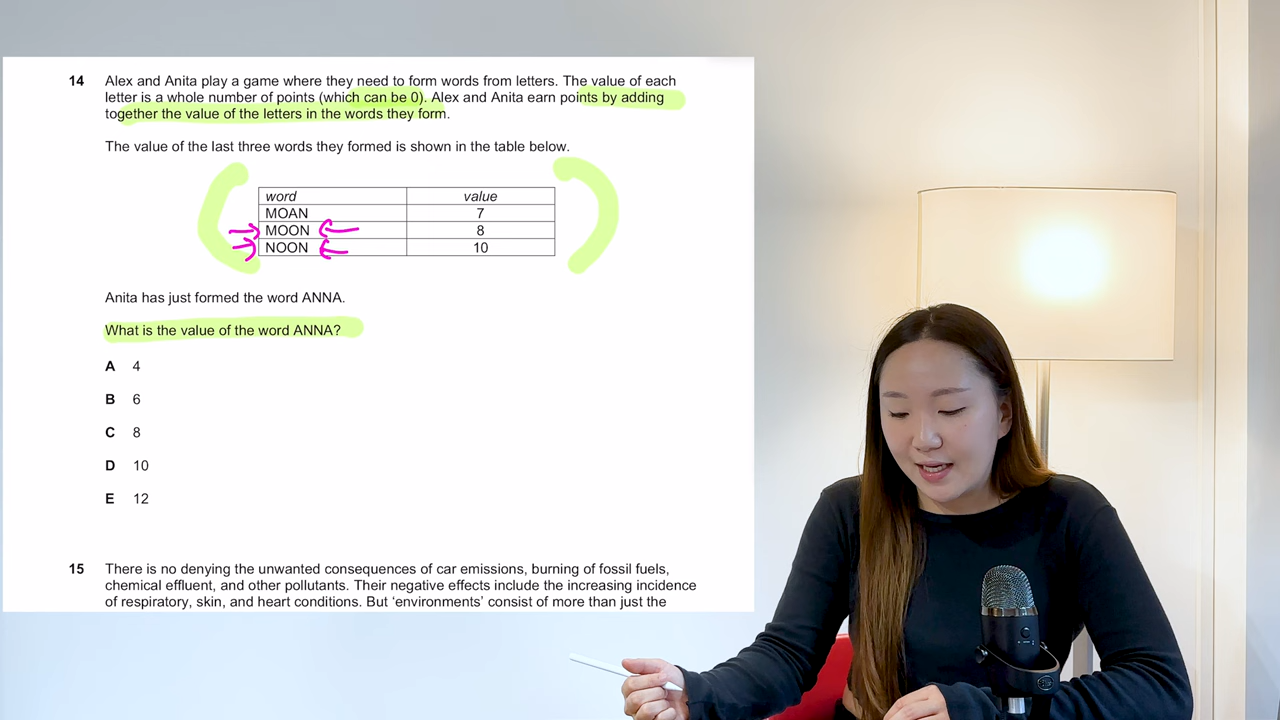 14 Alex and Anita play a game where they need to form words from letters. The value of each
letter is a whole number of points (which can be 0). Alex and Anita earn points by adding
together the value of the letters in the words they form.
The value of the last three words they formed is shown in the table below.
word value
MOAN 7
MOON 8
NOON 10
Anita has just formed the word ANNA.
What is the value of the word ANNA?
A 4
B 6
C 8
D 10
E 12
15 There is no denying the unwanted consequences of car emissions, burning of fossil fuels,
chemical effluent, and other pollutants. Their negative effects include the increasing incidence
of respiratory, skin, and heart conditions. But ‘environments’ consist of more than just the